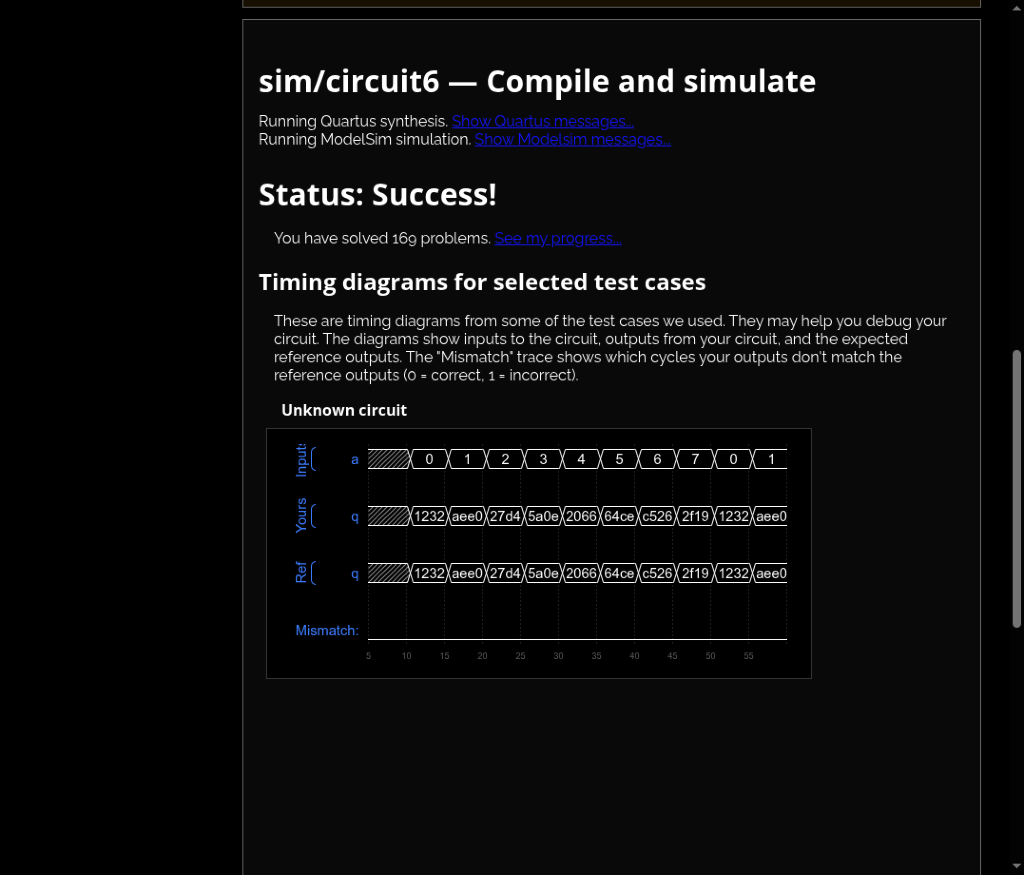 sim/circuit6 — Compile and simulate
Running Quartus synthesis. Show Quartus messages...
Running ModelSim simulation. Show Modelsim messages...
Status: Success!
You have solved 169 problems. See my progress...
Timing diagrams for selected test cases
These are timing diagrams from some of the test cases we used. They may help you debug your
circuit. The diagrams show inputs to the circuit, outputs from your circuit, and the expected
reference outputs. The "Mismatch" trace shows which cycles your outputs don't match the
reference outputs (0 = correct, 1 = incorrect).
Unknown circuit
Inputs a 0 1 2 3 4 5 6 7 0 1
Yours q 1232 aee0 27d4 5a0e 2066 64ce c526 2f19 1232 aee0
Ref q 1232 aee0 27d4 5a0e 2066 64ce c526 2f19 1232 aee0
Mismatch:
5 10 15 20 25 30 35 40 45 50 55